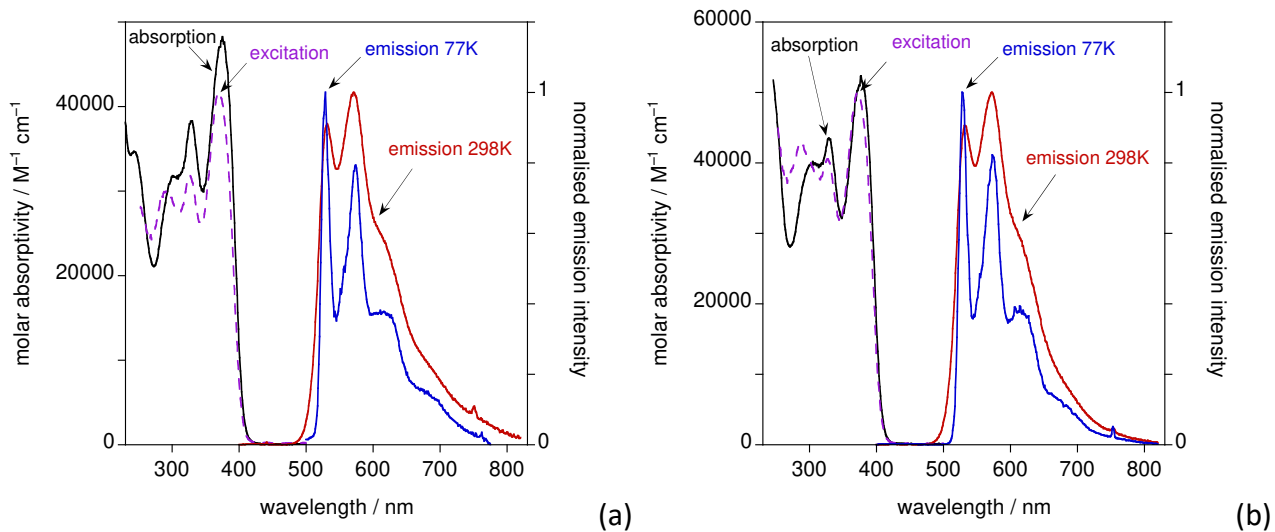 absorption
excitation
emission 77K
emission 298K
molar absorptivity / M⁻¹ cm⁻¹
40000
20000
0
normalised emission intensity
1
0
300 400 500 600 700 800
wavelength / nm
(a)
absorption
excitation
emission 77K
emission 298K
molar absorptivity / M⁻¹ cm⁻¹
60000
40000
20000
0
normalised emission intensity
1
0
300 400 500 600 700 800
wavelength / nm
(b)